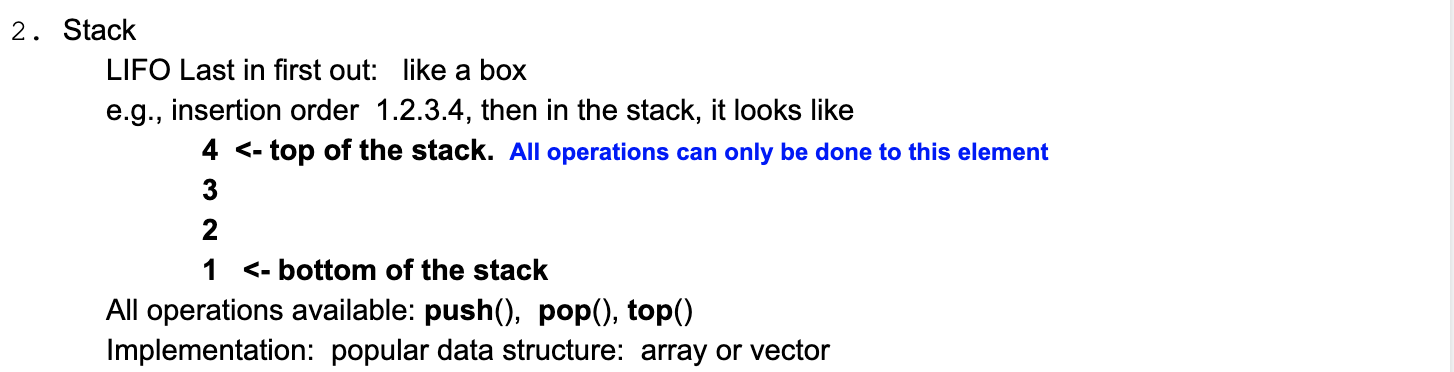 2. Stack
LIFO Last in first out: like a box
e.g., insertion order 1.2.3.4, then in the stack, it looks like
4 <- top of the stack. All operations can only be done to this element
3
2
1 <- bottom of the stack
All operations available: push(), pop(), top()
Implementation: popular data structure: array or vector